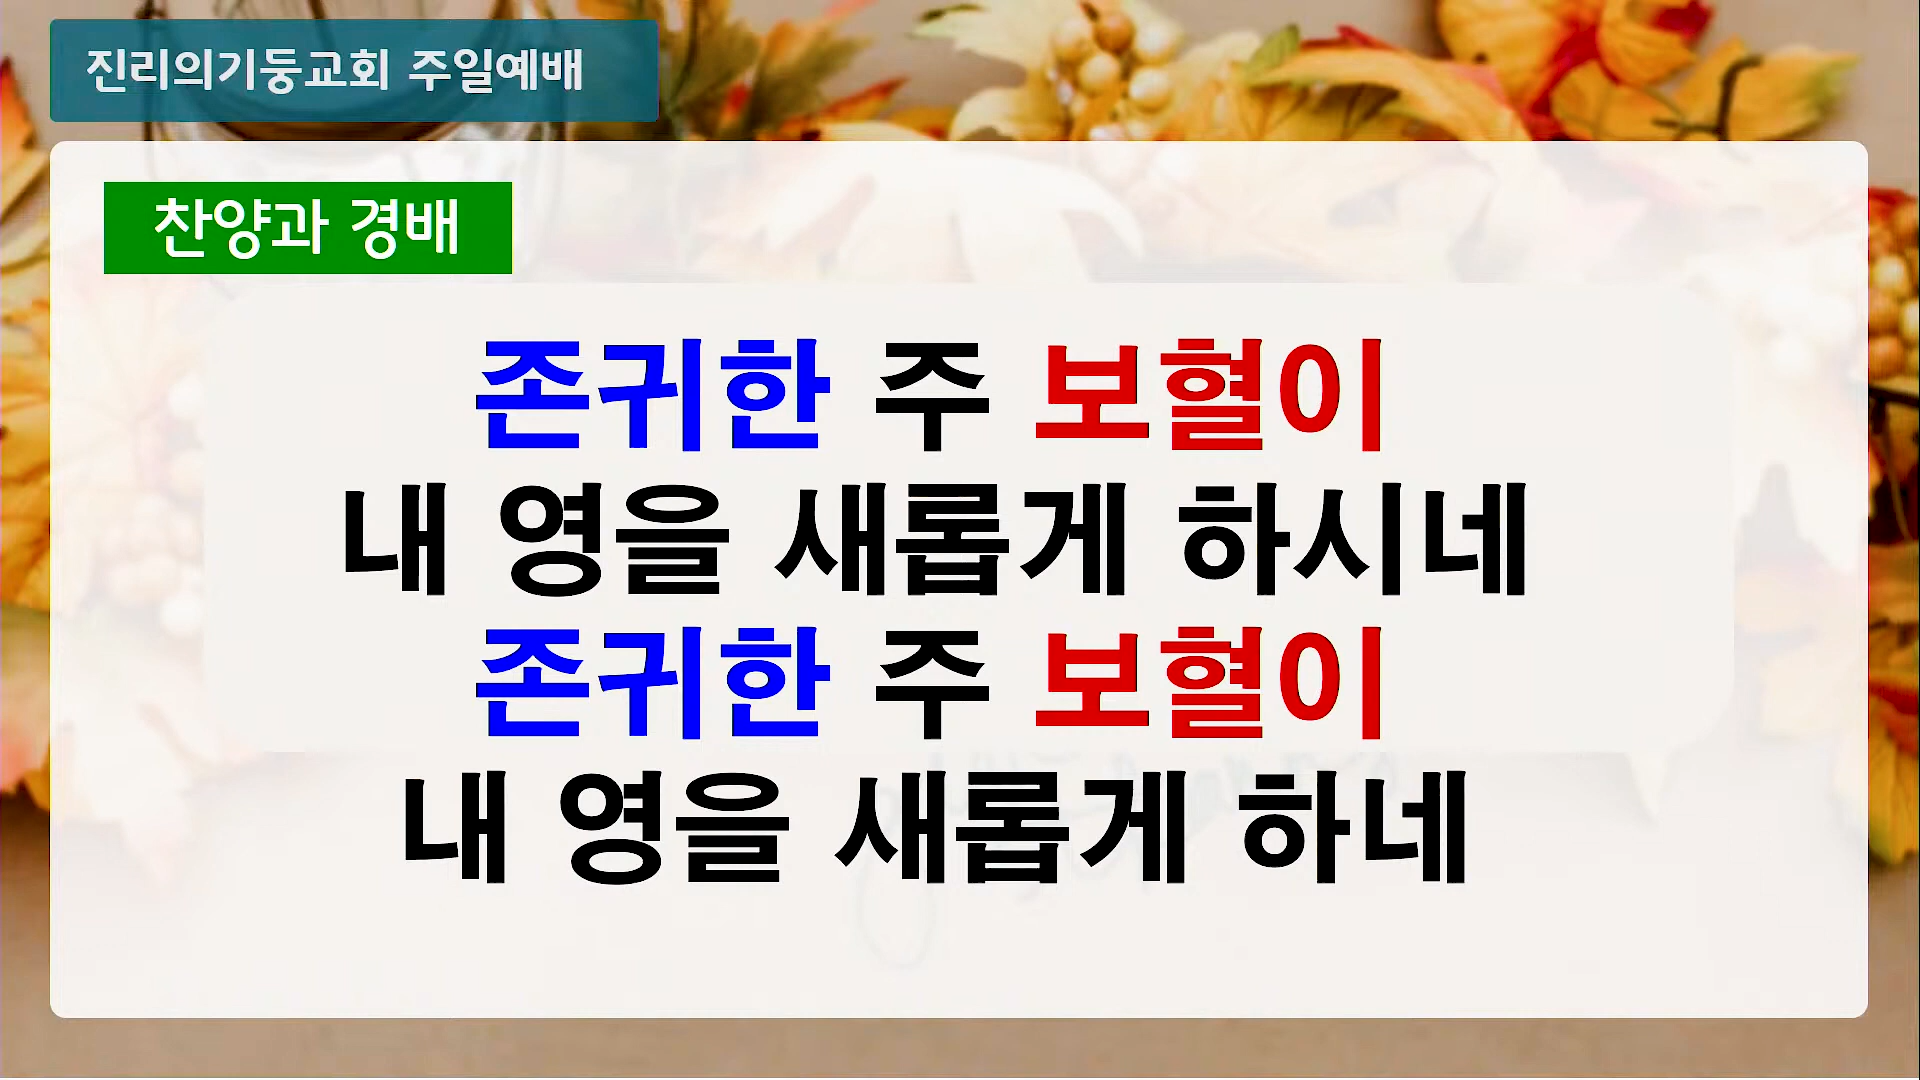 진리의기둥교회 주일예배
찬양과 경배
존귀한 주 보혈이
내 영을 새롭게 하시네
존귀한 주 보혈이
내 영을 새롭게 하네